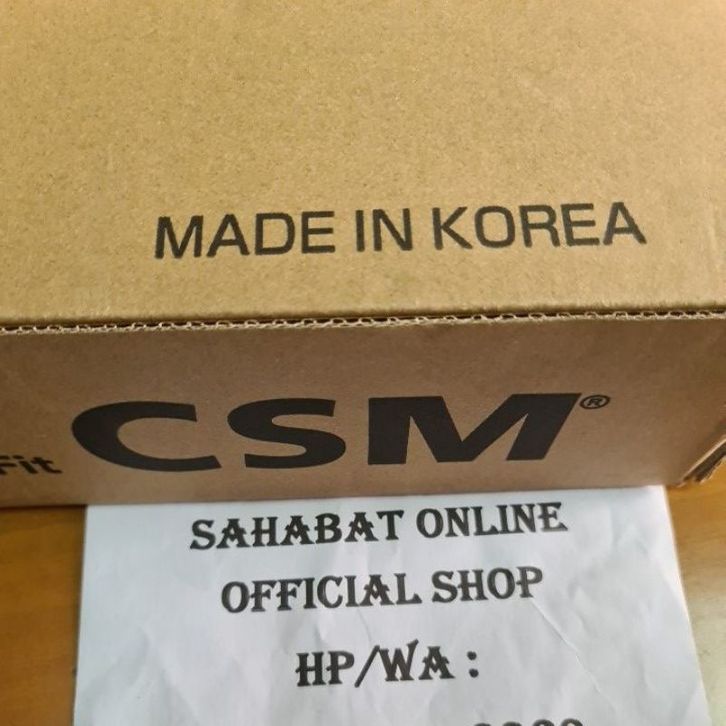 MADE IN KOREA
Fit CSM®
SAHABAT ONLINE
OFFICIAL SHOP
HP/WA :